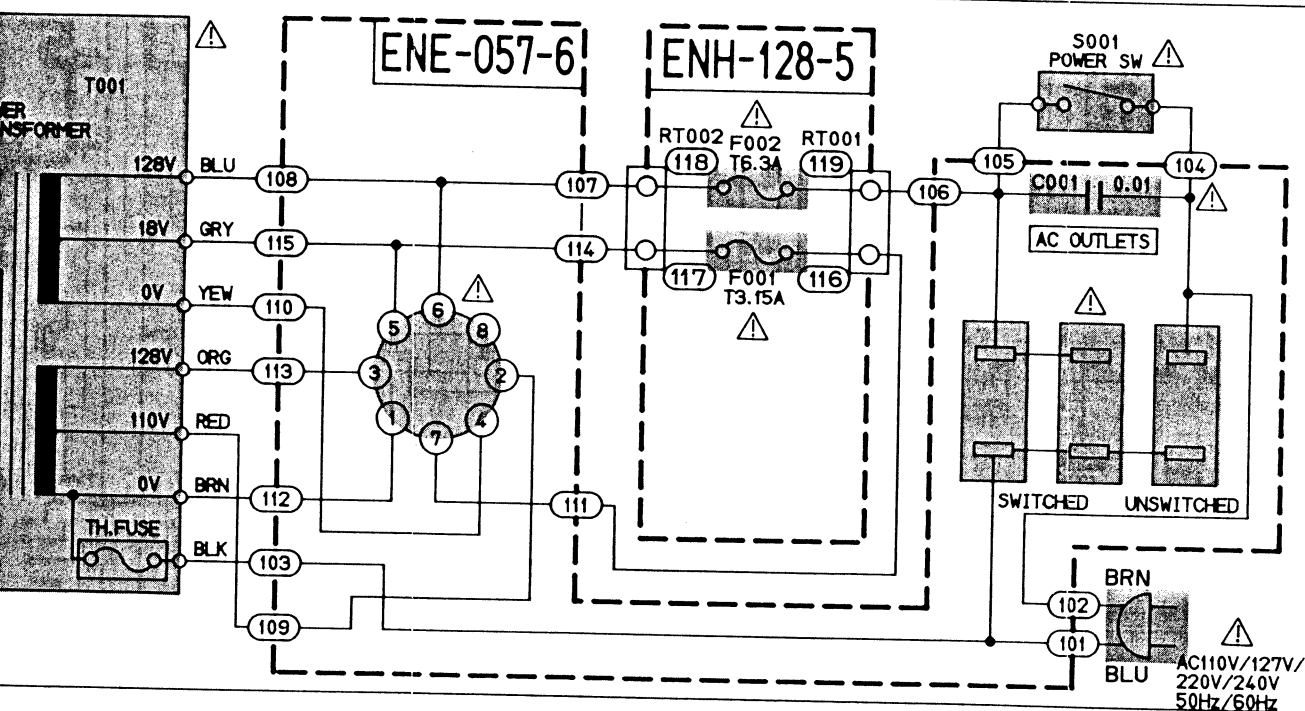 ENE-057-6
ENH-128-5
S001
POWER SW
T001
NSFORMER
128V BLU
108
107
RT002
118
F002
T6.3A
RT001
119
106
105
104
C001 0.01
AC OUTLETS
18V GRY
115
114
117
F001
T3.15A
116
0V YEW
110
6
5
8
3
2
1
4
7
128V ORG
113
110V RED
0V BRN
112
111
TH.FUSE
BLK
103
109
SWITCHED
UNSWITCHED
BRN
102
101
BLU
AC110V/127V/
220V/240V
50Hz/60Hz